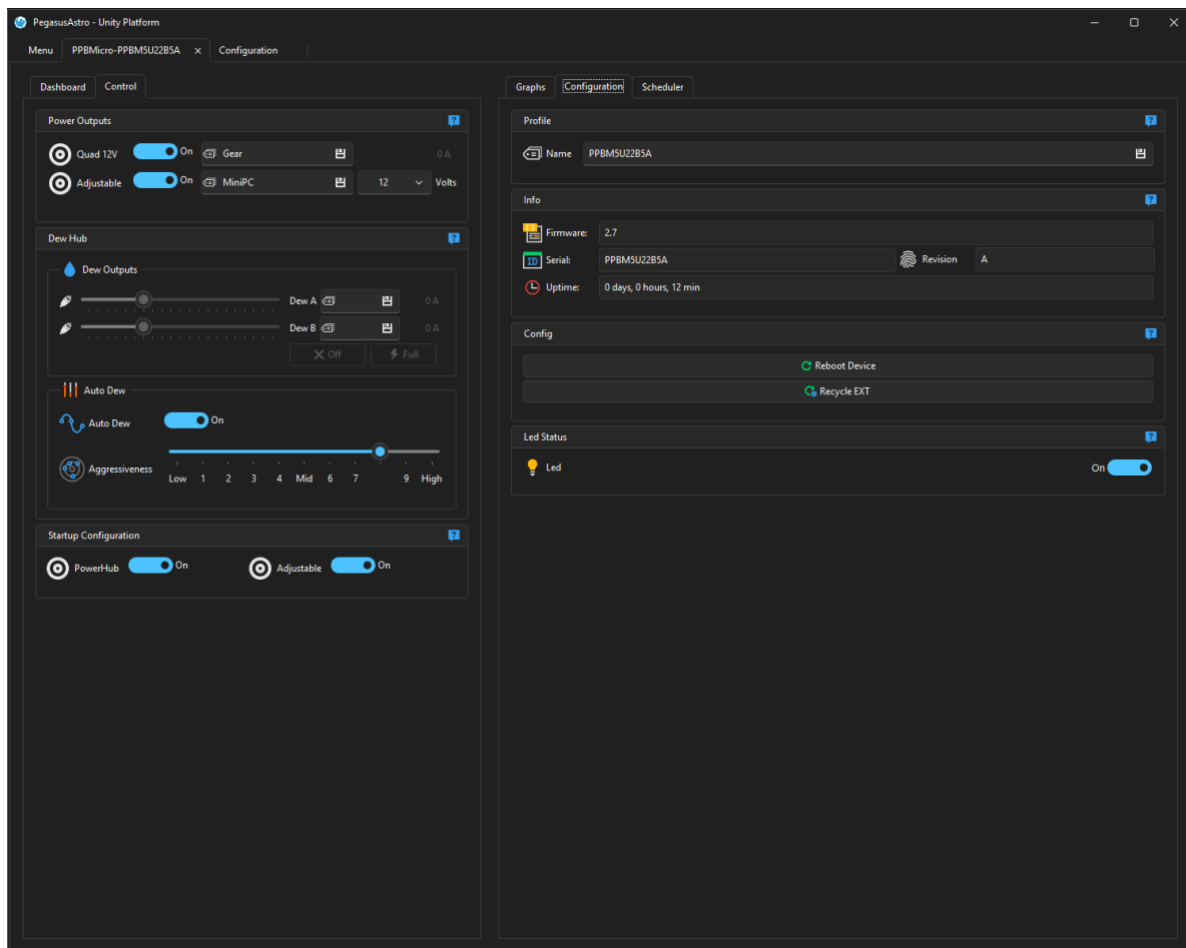 PegasusAstro - Unity Platform
Menu PPBMicro-PPBM5U22B5A × Configuration
Dashboard Control
Power Outputs ?
Quad 12V On Gear 0 A
Adjustable On MiniPC 12 Volts
Dew Hub ?
Dew Outputs
Dew A 0 A
Dew B 0 A
Off Full
Auto Dew
Auto Dew On
Aggressiveness
Low 1 2 3 4 Mid 6 7 9 High
Startup Configuration ?
PowerHub On Adjustable On
Graphs Configuration Scheduler
Profile ?
Name PPBM5U22B5A
Info ?
Firmware: 2.7
ID Serial: PPBM5U22B5A Revision A
Uptime: 0 days, 0 hours, 12 min
Config ?
Reboot Device
Recycle EXT
Led Status ?
Led On